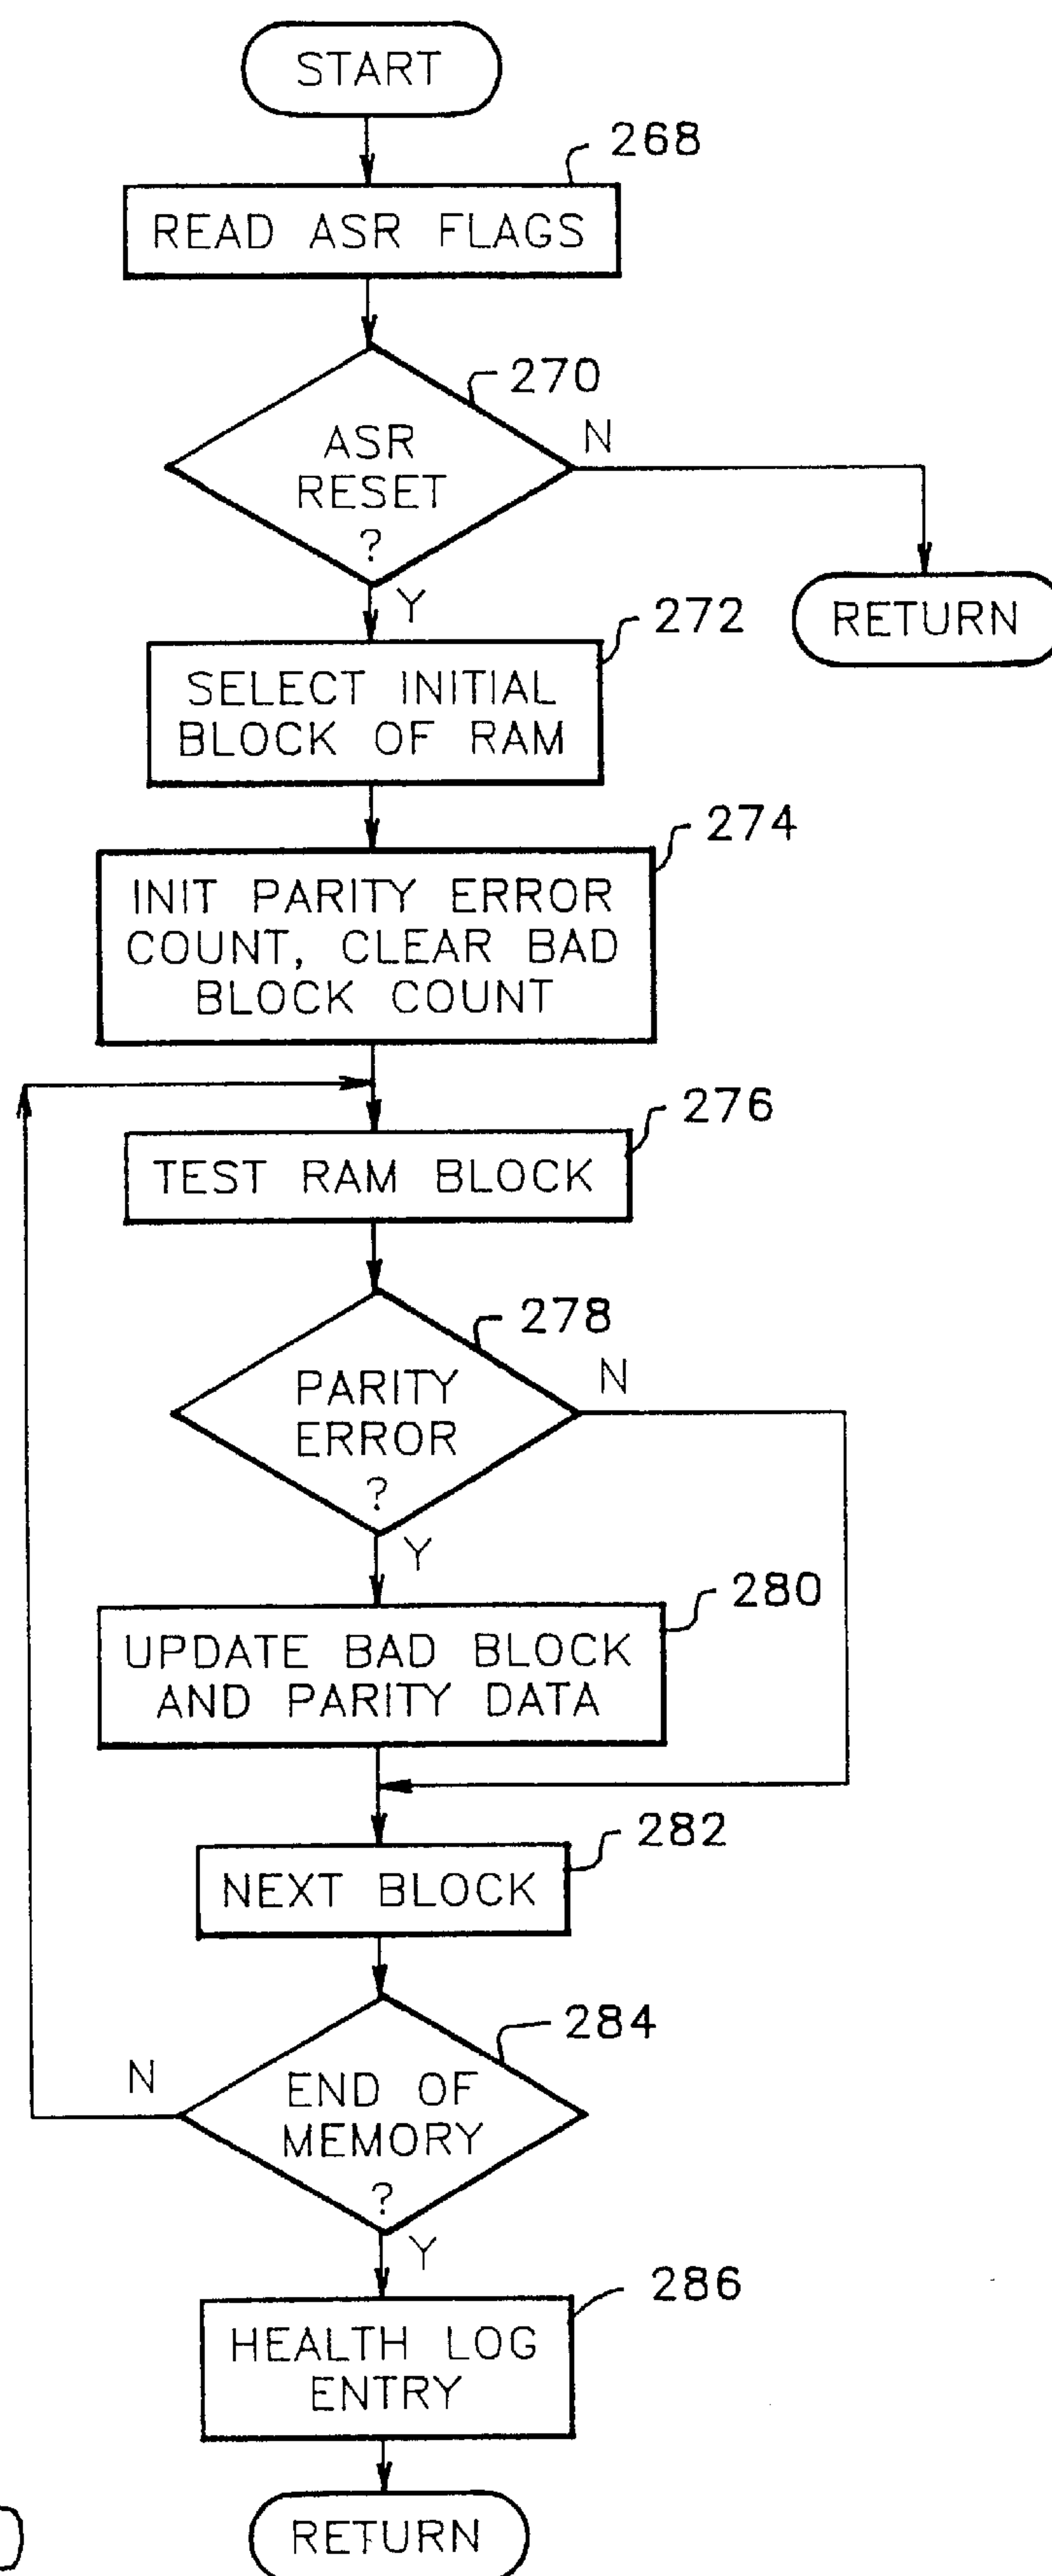 START
268
READ ASR FLAGS
270
ASR
RESET
?
N
Y
RETURN
272
SELECT INITIAL
BLOCK OF RAM
274
INIT PARITY ERROR
COUNT, CLEAR BAD
BLOCK COUNT
276
TEST RAM BLOCK
278
PARITY
ERROR
?
N
Y
280
UPDATE BAD BLOCK
AND PARITY DATA
282
NEXT BLOCK
284
N
END OF
MEMORY
?
Y
286
HEALTH LOG
ENTRY
RETURN